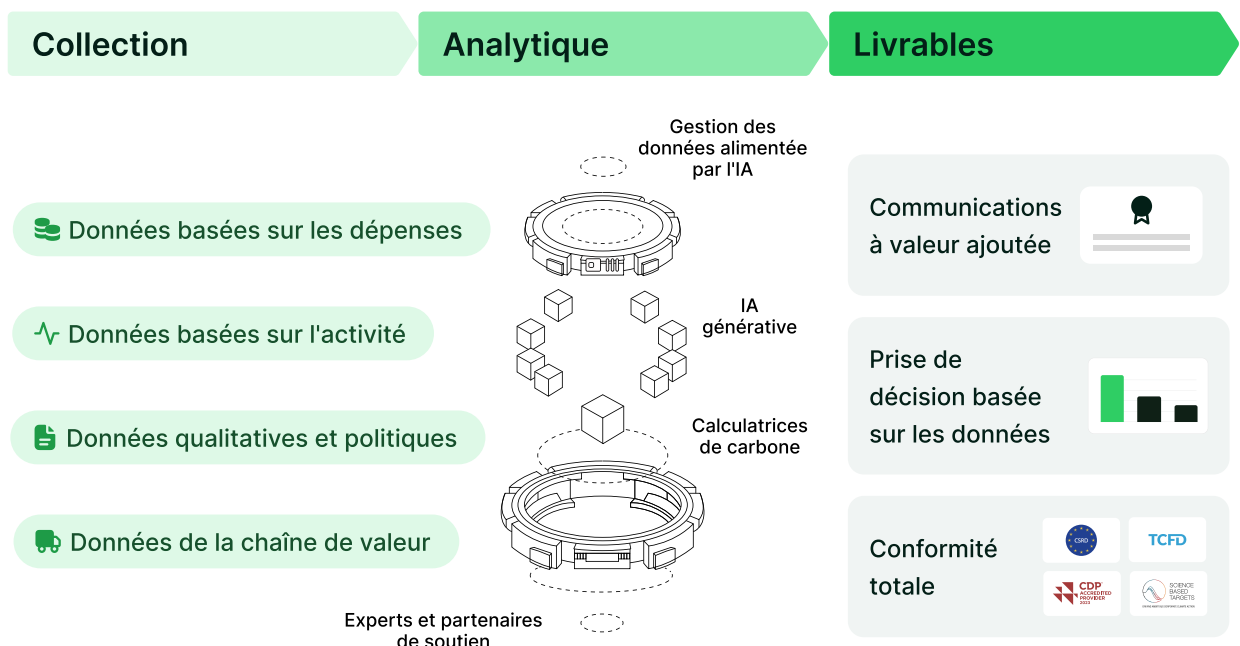 Collection
Analytique
Livrables
Données basées sur les dépenses
Données basées sur l'activité
Données qualitatives et politiques
Données de la chaîne de valeur
Gestion des
données alimentée
par l'IA
IA
générative
Calculatrices
de carbone
Experts et partenaires
de soutien
Communications
à valeur ajoutée
Prise de
décision basée
sur les données
Conformité
totale
CSRD
TCFD
CDP
ACCREDITED
PROVIDER
2023
SCIENCE
BASED
TARGETS